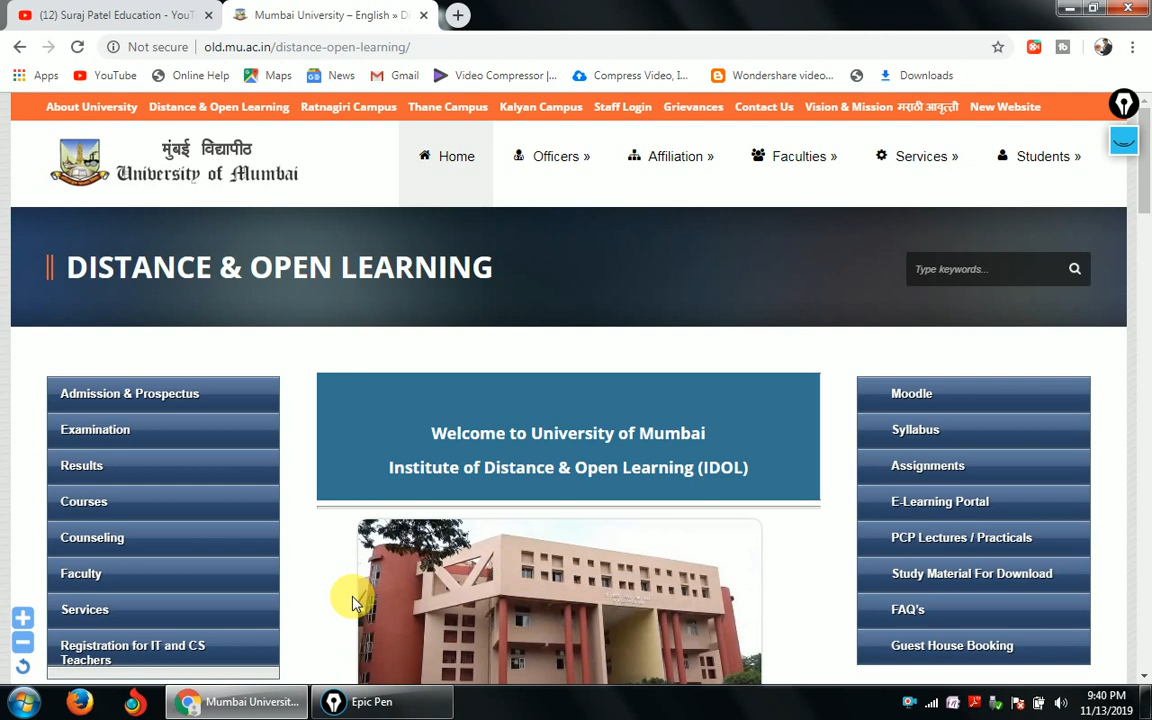 (12) Suraj Patel Education - YouT
Mumbai University – English » Di
Not secure
old.mu.ac.in/distance-open-learning/
Apps
YouTube
Online Help
Maps
News
Gmail
Video Compressor |...
Compress Video, I...
Wondershare video...
Downloads
About University
Distance & Open Learning
Ratnagiri Campus
Thane Campus
Kalyan Campus
Staff Login
Grievances
Contact Us
Vision & Mission
मराठी आवृत्ती
New Website
मुंबई विद्यापीठ
University of Mumbai
Home
Officers »
Affiliation »
Faculties »
Services »
Students »
DISTANCE & OPEN LEARNING
Type keywords...
Admission & Prospectus
Examination
Results
Courses
Counseling
Faculty
Services
Registration for IT and CS
Teachers
Welcome to University of Mumbai
Institute of Distance & Open Learning (IDOL)
Moodle
Syllabus
Assignments
E-Learning Portal
PCP Lectures / Practicals
Study Material For Download
FAQ's
Guest House Booking
Mumbai Universit...
Epic Pen
9:40 PM
11/13/2019